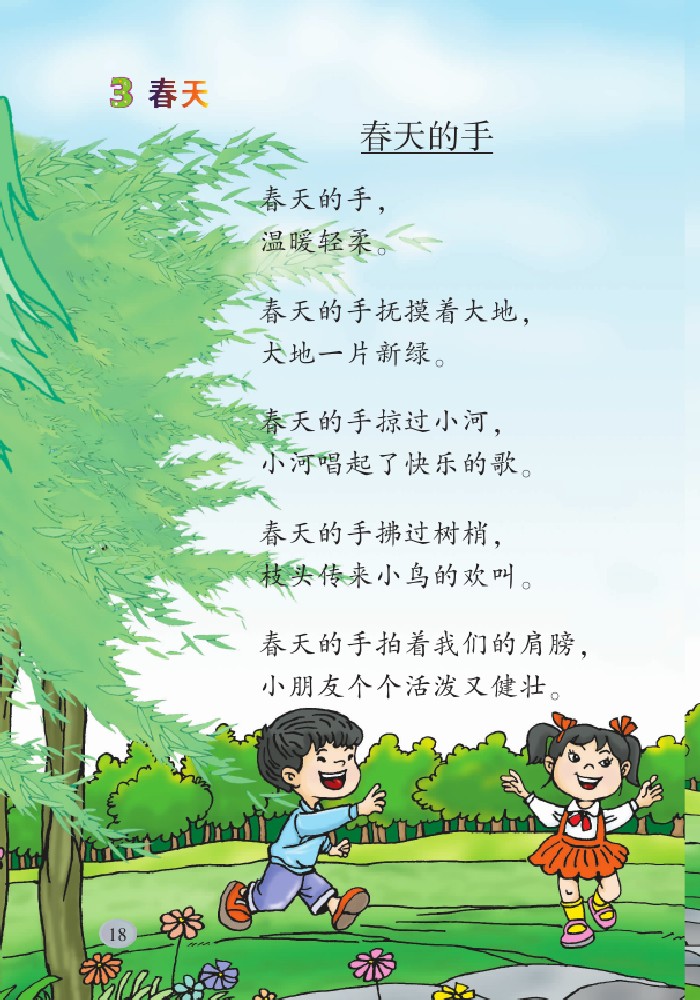 3 春天
春天的手
春天的手，
温暖轻柔。
春天的手抚摸着大地，
大地一片新绿。
春天的手掠过小河，
小河唱起了快乐的歌。
春天的手拂过树梢，
枝头传来小鸟的欢叫。
春天的手拍着我们的肩膀，
小朋友个个活泼又健壮。
18